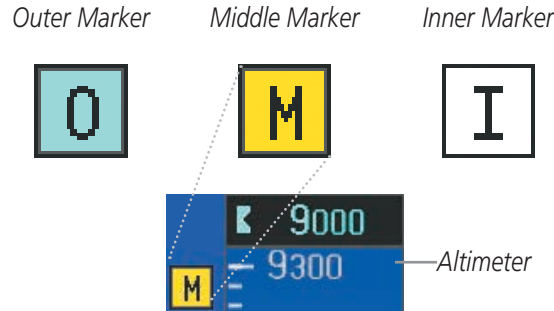 Outer Marker Middle Marker Inner Marker
O M I
9000
9300
Altimeter
M